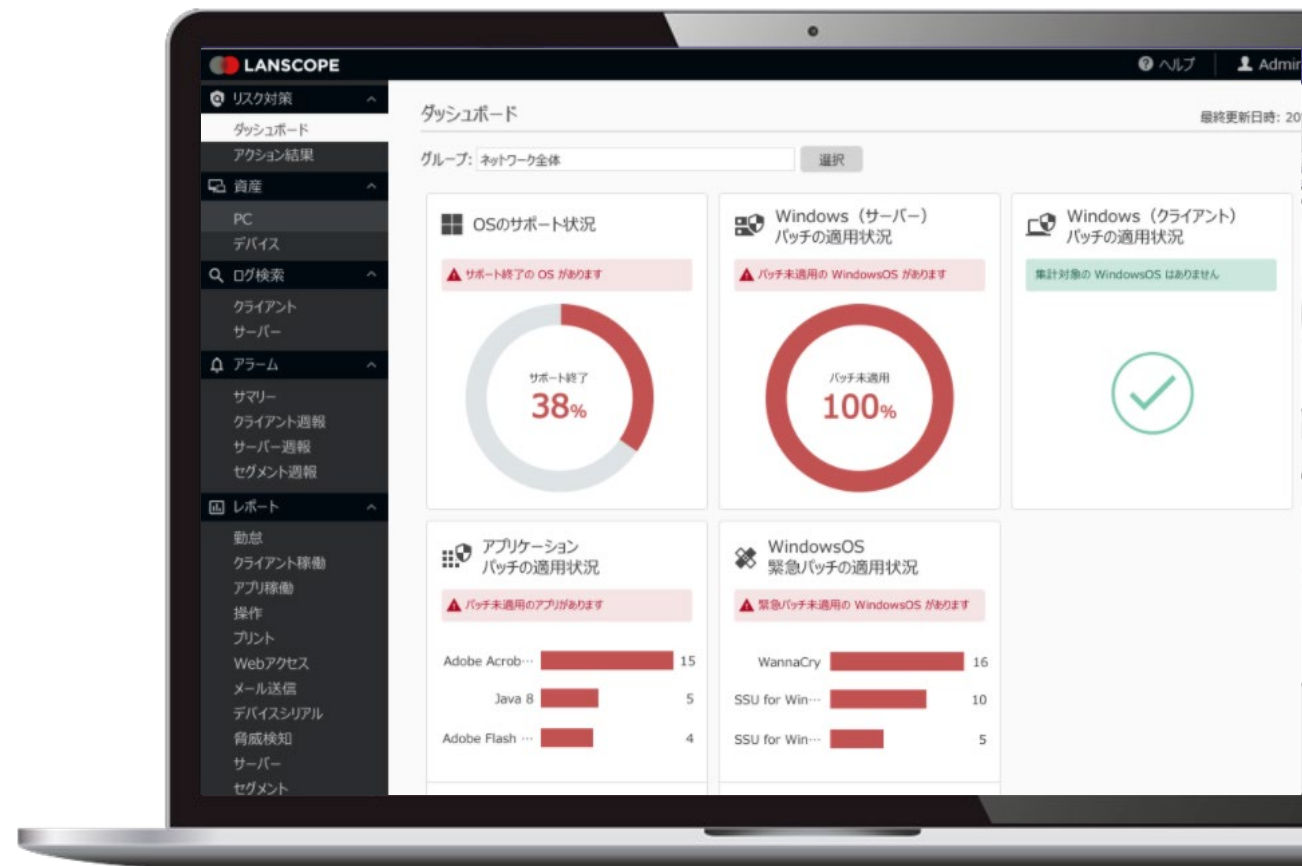 LANSCOPE
ヘルプ
Admin
リスク対策
ダッシュボード
アクション結果
資産
PC
デバイス
ログ検索
クライアント
サーバー
アラーム
サマリー
クライアント週報
サーバー週報
セグメント週報
レポート
勤怠
クライアント稼働
アプリ稼働
操作
プリント
Webアクセス
メール送信
デバイスシリアル
脅威検知
サーバー
セグメント
ダッシュボード
最終更新日時: 20
グループ: ネットワーク全体
選択
OSのサポート状況
サポート終了の OS があります
サポート終了
38%
Windows（サーバー）
パッチの適用状況
パッチ未適用の WindowsOS があります
パッチ未適用
100%
Windows（クライアント）
パッチの適用状況
集計対象の WindowsOS はありません
アプリケーション
パッチの適用状況
パッチ未適用のアプリがあります
Adobe Acrob… 15
Java 8 5
Adobe Flash … 4
WindowsOS
緊急パッチの適用状況
緊急パッチ未適用の WindowsOS があります
WannaCry 16
SSU for Win… 10
SSU for Win… 5